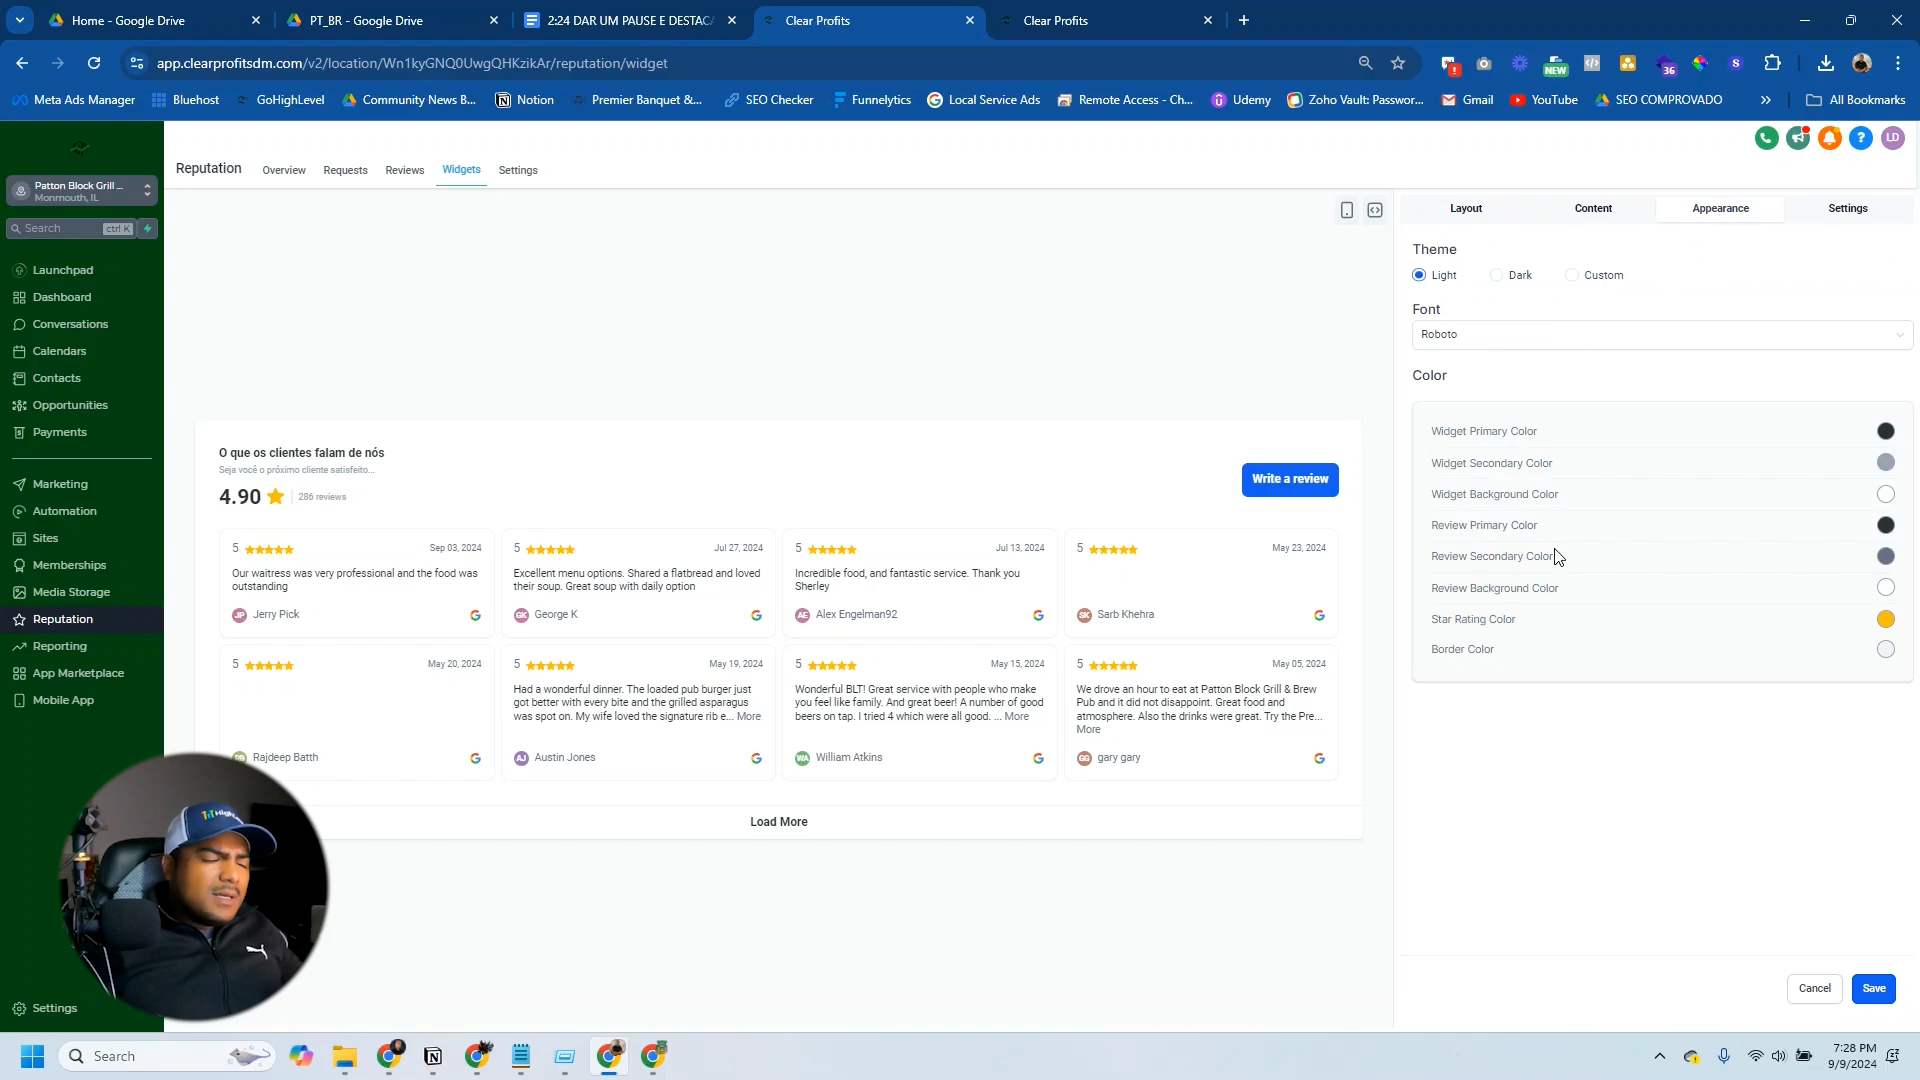 Home - Google Drive
PT_BR - Google Drive
2:24 DAR UM PAUSE E DESTACA
Clear Profits
Clear Profits
app.clearprofitsdm.com/v2/location/Wn1kyGNQ0UwgQHKzikAr/reputation/widget
NEW
36
S
Meta Ads Manager
Bluehost
GoHighLevel
Community News B...
Notion
Premier Banquet &...
SEO Checker
Funnelytics
Local Service Ads
Remote Access - Ch...
Udemy
Zoho Vault: Passwor...
Gmail
YouTube
SEO COMPROVADO
All Bookmarks
LD
Patton Block Grill ...
Monmouth, IL
Search
ctrl K
Launchpad
Dashboard
Conversations
Calendars
Contacts
Opportunities
Payments
Marketing
Automation
Sites
Memberships
Media Storage
Reputation
Reporting
App Marketplace
Mobile App
Settings
Reputation
Overview
Requests
Reviews
Widgets
Settings
O que os clientes falam de nós
Seja você o próximo cliente satisfeito...
4.90
286 reviews
Write a review
5
Sep 03, 2024
Our waitress was very professional and the food was
outstanding
JP
Jerry Pick
5
Jul 27, 2024
Excellent menu options. Shared a flatbread and loved
their soup. Great soup with daily option
GK
George K
5
Jul 13, 2024
Incredible food, and fantastic service. Thank you
Sherley
AE
Alex Engelman92
5
May 23, 2024
SK
Sarb Khehra
5
May 20, 2024
Rajdeep Batth
5
May 19, 2024
Had a wonderful dinner. The loaded pub burger just
got better with every bite and the grilled asparagus
was spot on. My wife loved the signature rib e... More
AJ
Austin Jones
5
May 15, 2024
Wonderful BLT! Great service with people who make
you feel like family. And great beer! A number of good
beers on tap. I tried 4 which were all good. ... More
WA
William Atkins
5
May 05, 2024
We drove an hour to eat at Patton Block Grill & Brew
Pub and it did not disappoint. Great food and
atmosphere. Also the drinks were great. Try the Pre...
More
GG
gary gary
Load More
Layout
Content
Appearance
Settings
Theme
Light
Dark
Custom
Font
Roboto
Color
Widget Primary Color
Widget Secondary Color
Widget Background Color
Review Primary Color
Review Secondary Color
Review Background Color
Star Rating Color
Border Color
Cancel
Save
Search
7:28 PM
9/9/2024